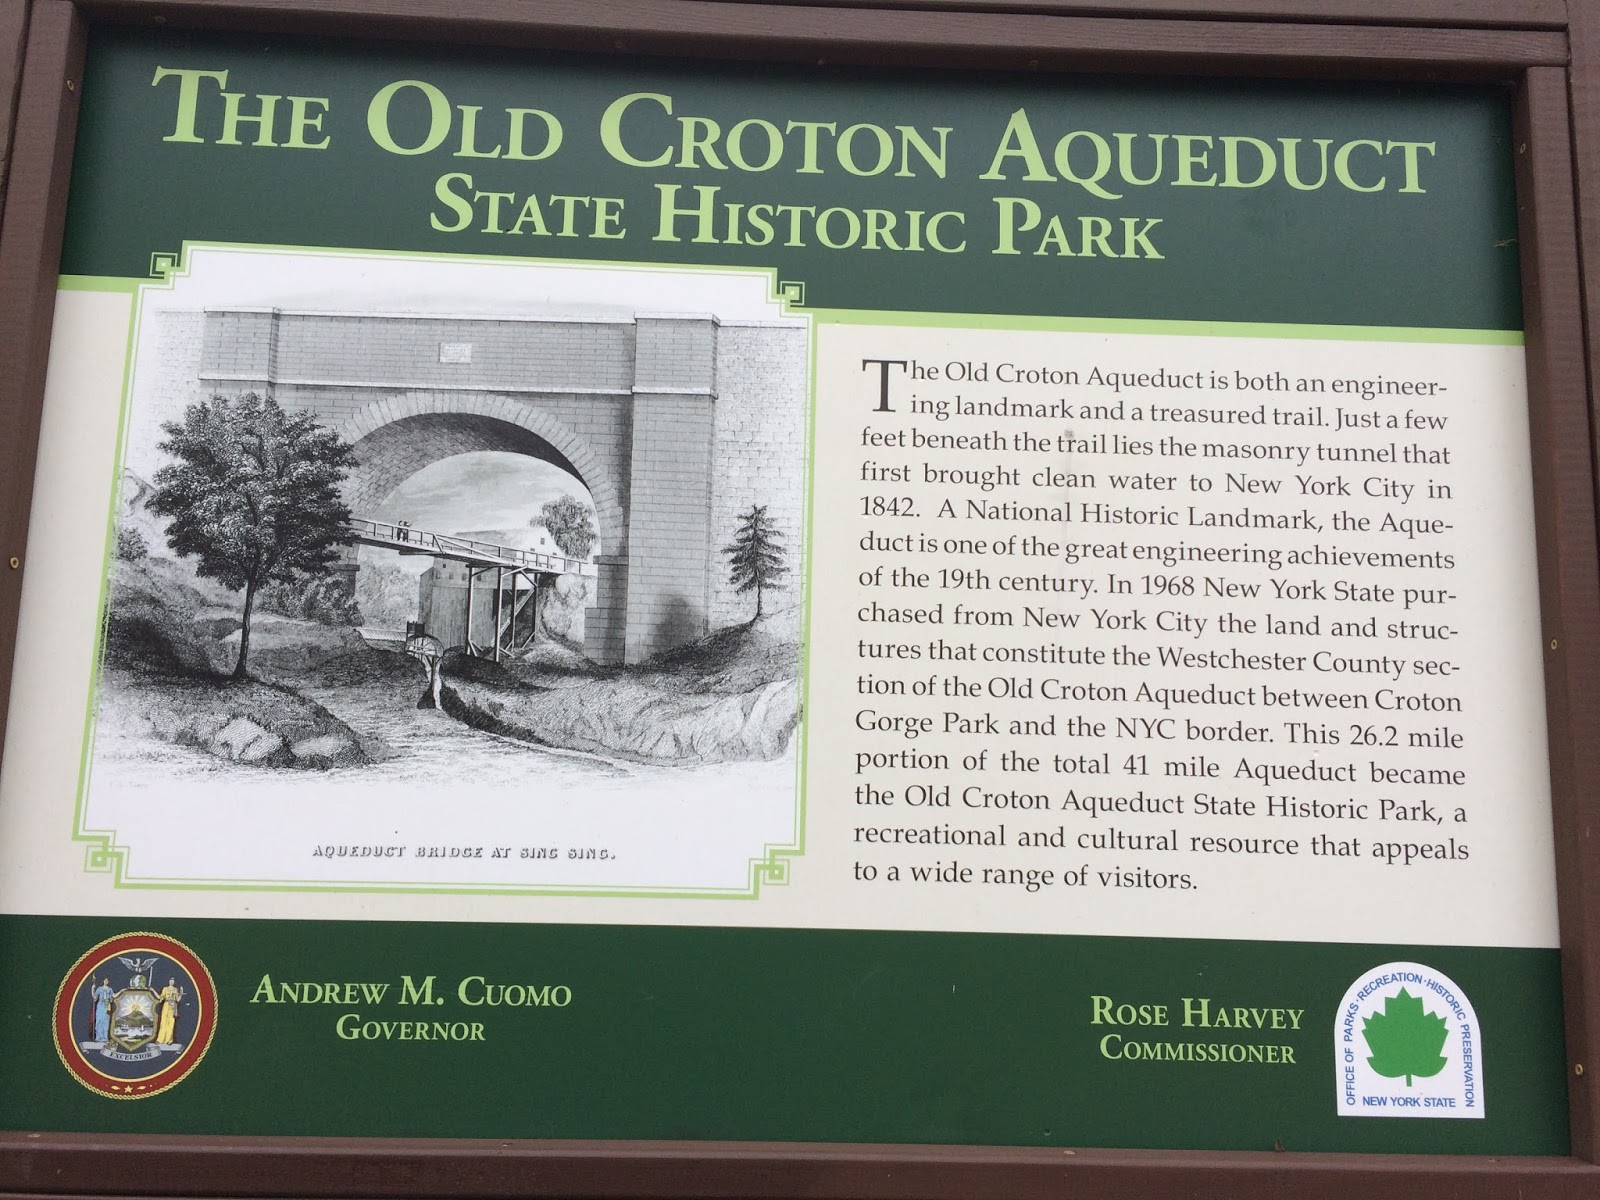 THE OLD CROTON AQUEDUCT
STATE HISTORIC PARK
The Old Croton Aqueduct is both an engineer-
ing landmark and a treasured trail. Just a few
feet beneath the trail lies the masonry tunnel that
first brought clean water to New York City in
1842. A National Historic Landmark, the Aque-
duct is one of the great engineering achievements
of the 19th century. In 1968 New York State pur-
chased from New York City the land and struc-
tures that constitute the Westchester County sec-
tion of the Old Croton Aqueduct between Croton
Gorge Park and the NYC border. This 26.2 mile
portion of the total 41 mile Aqueduct became
the Old Croton Aqueduct State Historic Park, a
recreational and cultural resource that appeals
to a wide range of visitors.
AQUEDUCT BRIDGE AT SING SING.
EXCELSIOR
ANDREW M. CUOMO
GOVERNOR
ROSE HARVEY
COMMISSIONER
OFFICE OF PARKS · RECREATION · HISTORIC PRESERVATION
NEW YORK STATE